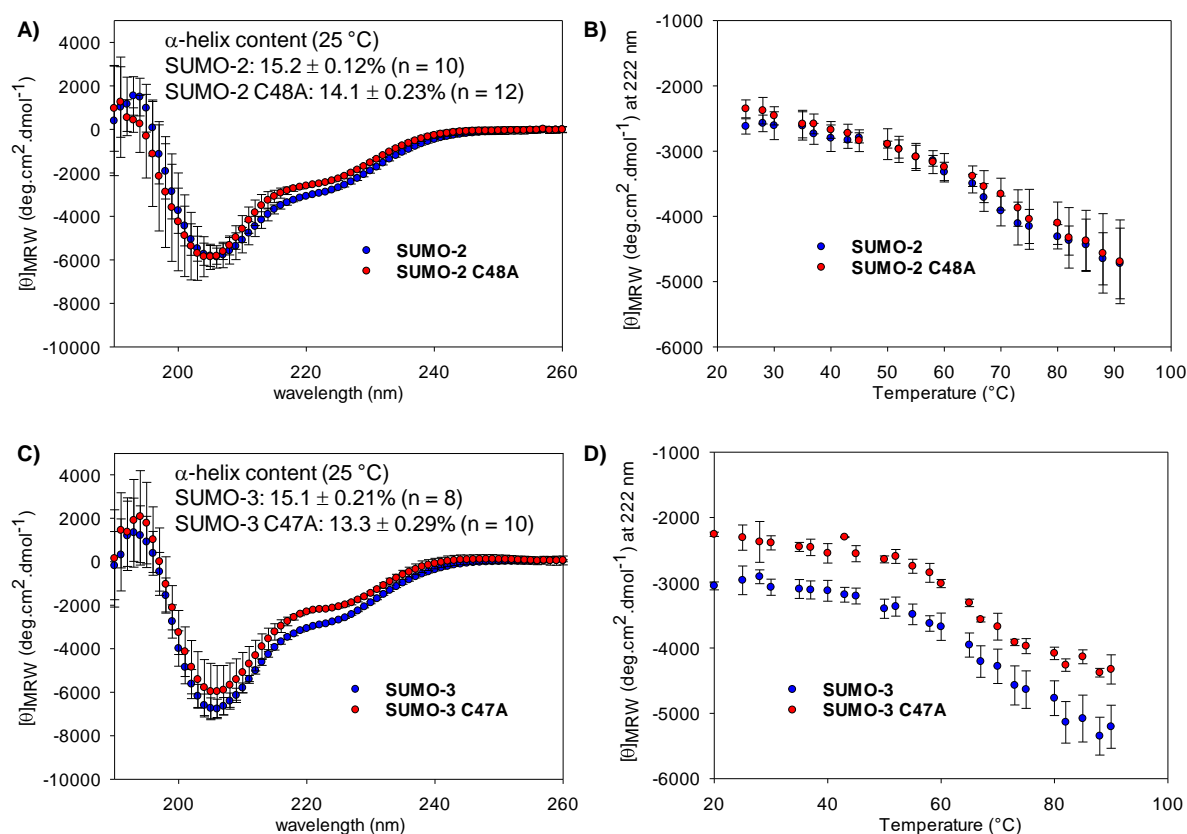 A)
α-helix content (25 °C)
SUMO-2: 15.2 ± 0.12% (n = 10)
SUMO-2 C48A: 14.1 ± 0.23% (n = 12)
4000
2000
0
-2000
-4000
-6000
-8000
-10000
[θ]MRW (deg.cm².dmol⁻¹)
SUMO-2
SUMO-2 C48A
200
220
240
260
wavelength (nm)
B)
-1000
-2000
-3000
-4000
-5000
-6000
[θ]MRW (deg.cm².dmol⁻¹) at 222 nm
SUMO-2
SUMO-2 C48A
20
30
40
50
60
70
80
90
100
Temperature (°C)
C)
α-helix content (25 °C)
SUMO-3: 15.1 ± 0.21% (n = 8)
SUMO-3 C47A: 13.3 ± 0.29% (n = 10)
4000
2000
0
-2000
-4000
-6000
-8000
-10000
[θ]MRW (deg.cm².dmol⁻¹)
SUMO-3
SUMO-3 C47A
200
220
240
260
wavelength (nm)
D)
-1000
-2000
-3000
-4000
-5000
-6000
[θ]MRW (deg.cm².dmol⁻¹) at 222 nm
SUMO-3
SUMO-3 C47A
20
40
60
80
100
Temperature (°C)